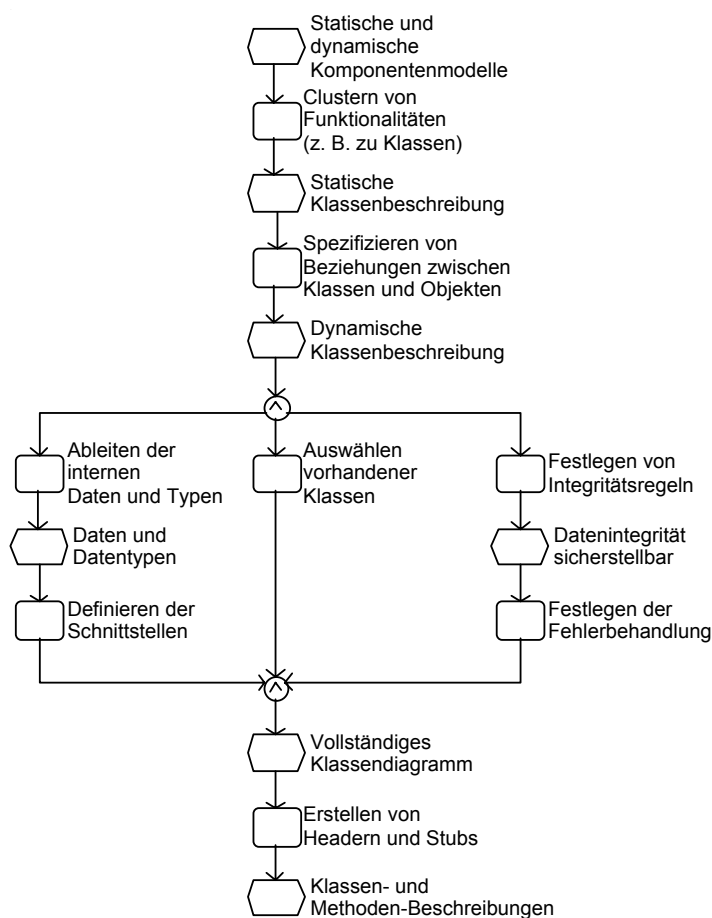 Statische und
dynamische
Komponentenmodelle
Clustern von
Funktionalitäten
(z. B. zu Klassen)
Statische
Klassenbeschreibung
Spezifizieren von
Beziehungen zwischen
Klassen und Objekten
Dynamische
Klassenbeschreibung
^
Ableiten der
internen
Daten und Typen
Auswählen
vorhandener
Klassen
Festlegen von
Integritätsregeln
Daten und
Datentypen
Datenintegrität
sicherstellbar
Definieren der
Schnittstellen
Festlegen der
Fehlerbehandlung
^
Vollständiges
Klassendiagramm
Erstellen von
Headern und Stubs
Klassen- und
Methoden-Beschreibungen